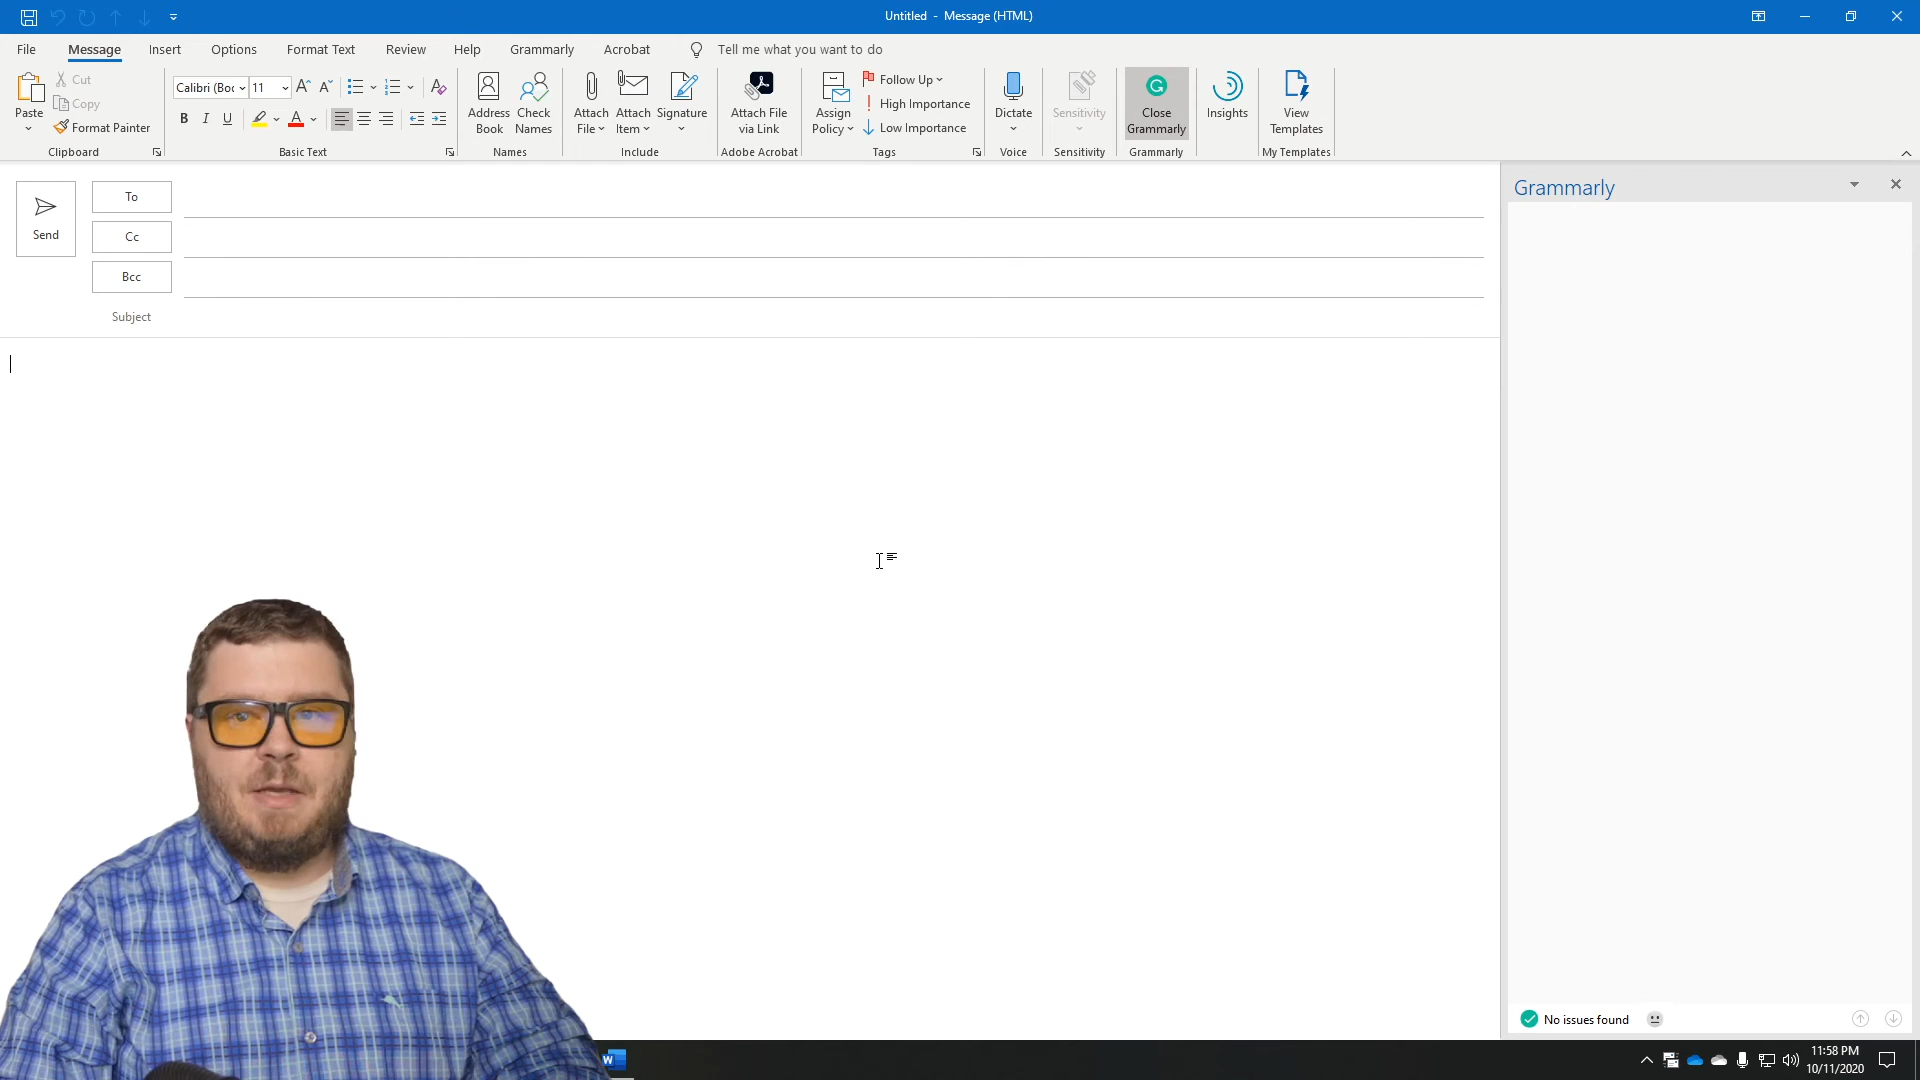 Untitled - Message (HTML)
File Message Insert Options Format Text Review Help Grammarly Acrobat Tell me what you want to do
Paste
Cut
Copy
Format Painter
Clipboard
Calibri (Boc 11
B I U A
Basic Text
Address Book
Check Names
Names
Attach File
Attach Item
Signature
Include
Attach File via Link
Adobe Acrobat
Assign Policy
Follow Up
High Importance
Low Importance
Tags
Dictate
Voice
Sensitivity
Sensitivity
Close Grammarly
Grammarly
Insights
View Templates
My Templates
Send
To
Cc
Bcc
Subject
Grammarly
No issues found
W
11:58 PM
10/11/2020